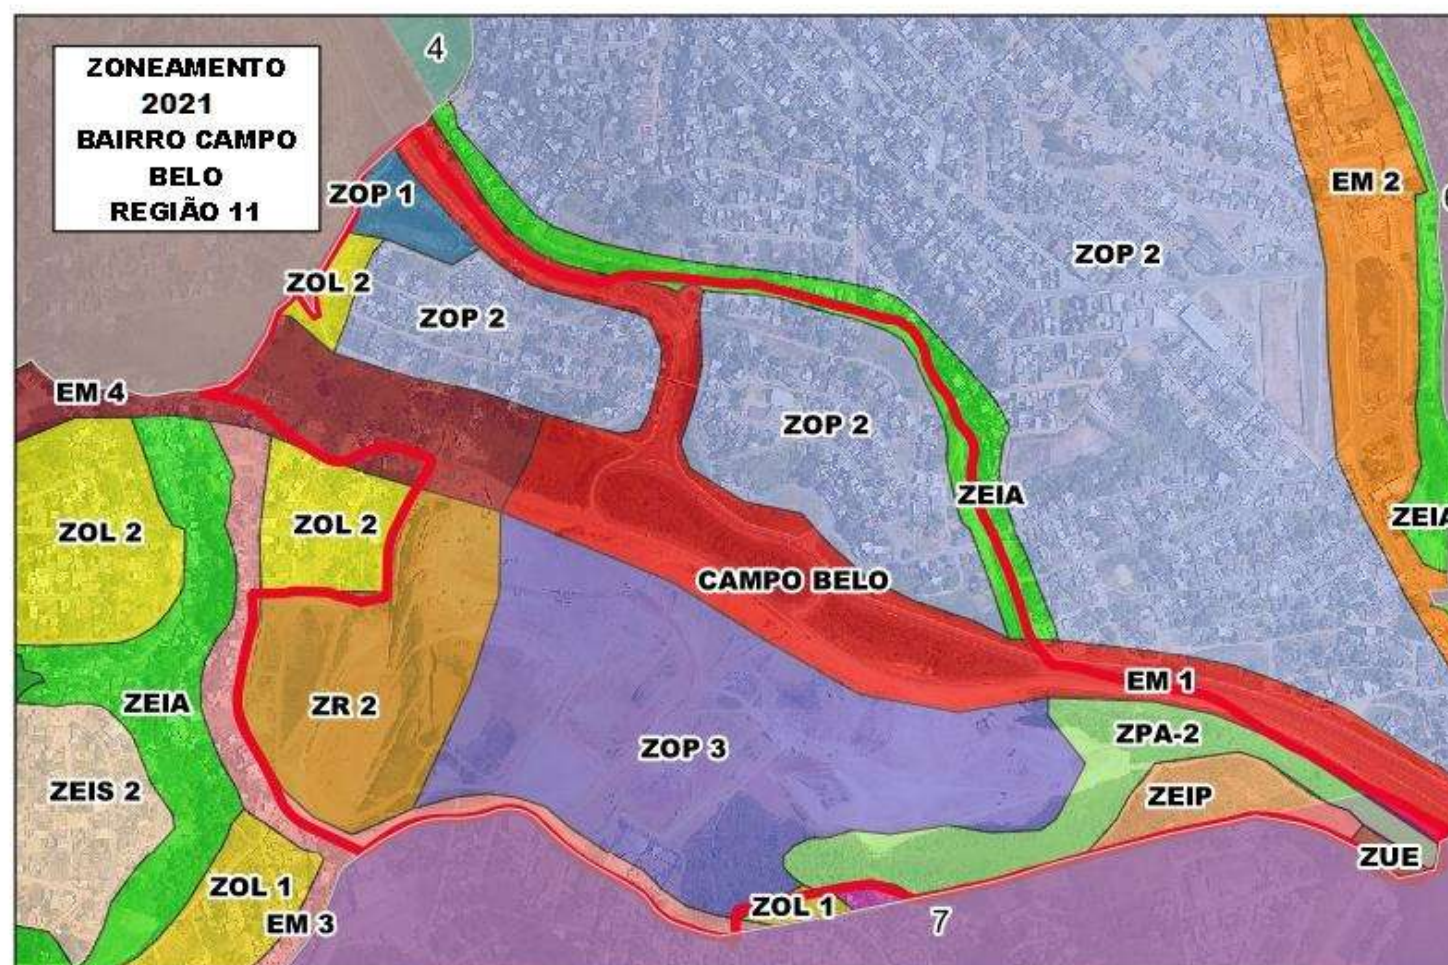 ZONEAMENTO
2021
BAIRRO CAMPO
BELO
REGIÃO 11
4
ZOP 1
EM 2
ZOP 2
ZOL 2
ZOP 2
EM 4
ZOP 2
ZEIA
ZEIA
ZOL 2
ZOL 2
CAMPO BELO
EM 1
ZEIA
ZR 2
ZPA-2
ZOP 3
ZEIS 2
ZEIP
ZUE
ZOL 1
ZOL 1
EM 3
7